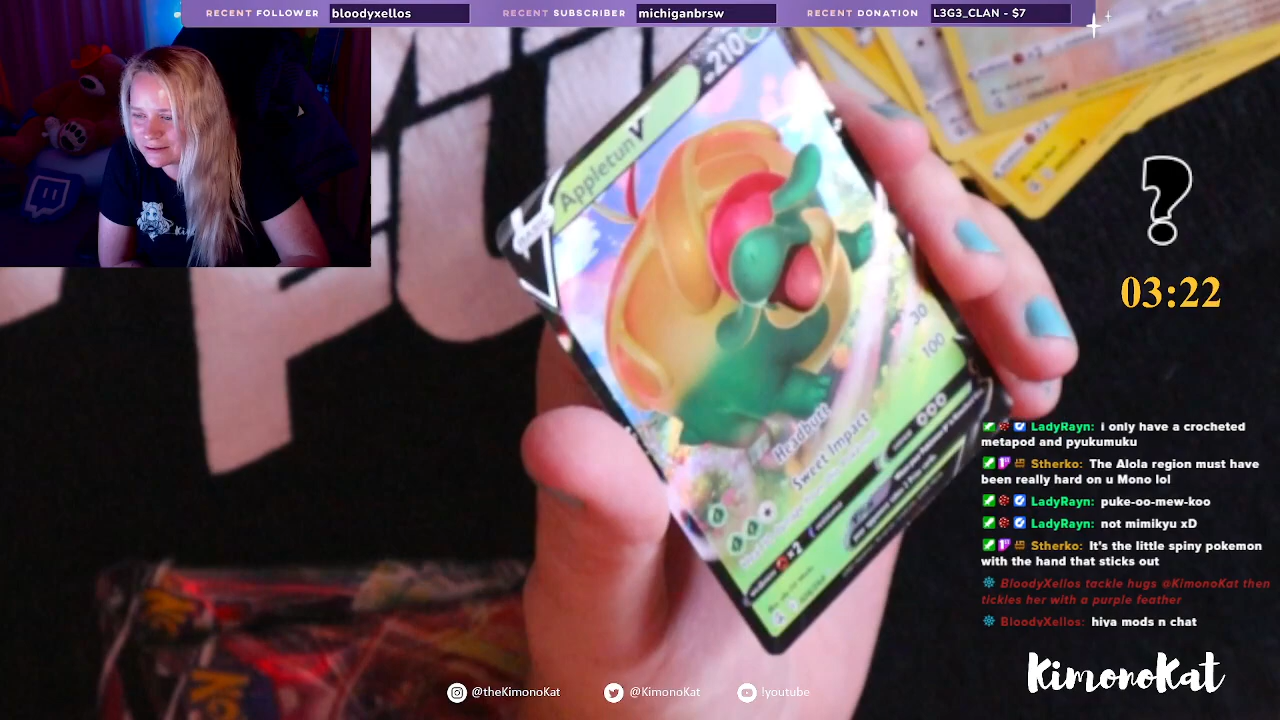 RECENT FOLLOWER bloodyxellos RECENT SUBSCRIBER michiganbrsw RECENT DONATION L3G3_CLAN - $7
Appletun V 210
30
100
Headbutt
Sweet Impact
x2
?
03:22
LadyRayn: i only have a crocheted
metapod and pyukumuku
Stherko: The Alola region must have
been really hard on u Mono lol
LadyRayn: puke-oo-mew-koo
LadyRayn: not mimikyu xD
Stherko: It's the little spiny pokemon
with the hand that sticks out
BloodyXellos tackle hugs @KimonoKat then
tickles her with a purple feather
BloodyXellos: hiya mods n chat
KimonoKat
@theKimonoKat @KimonoKat !youtube